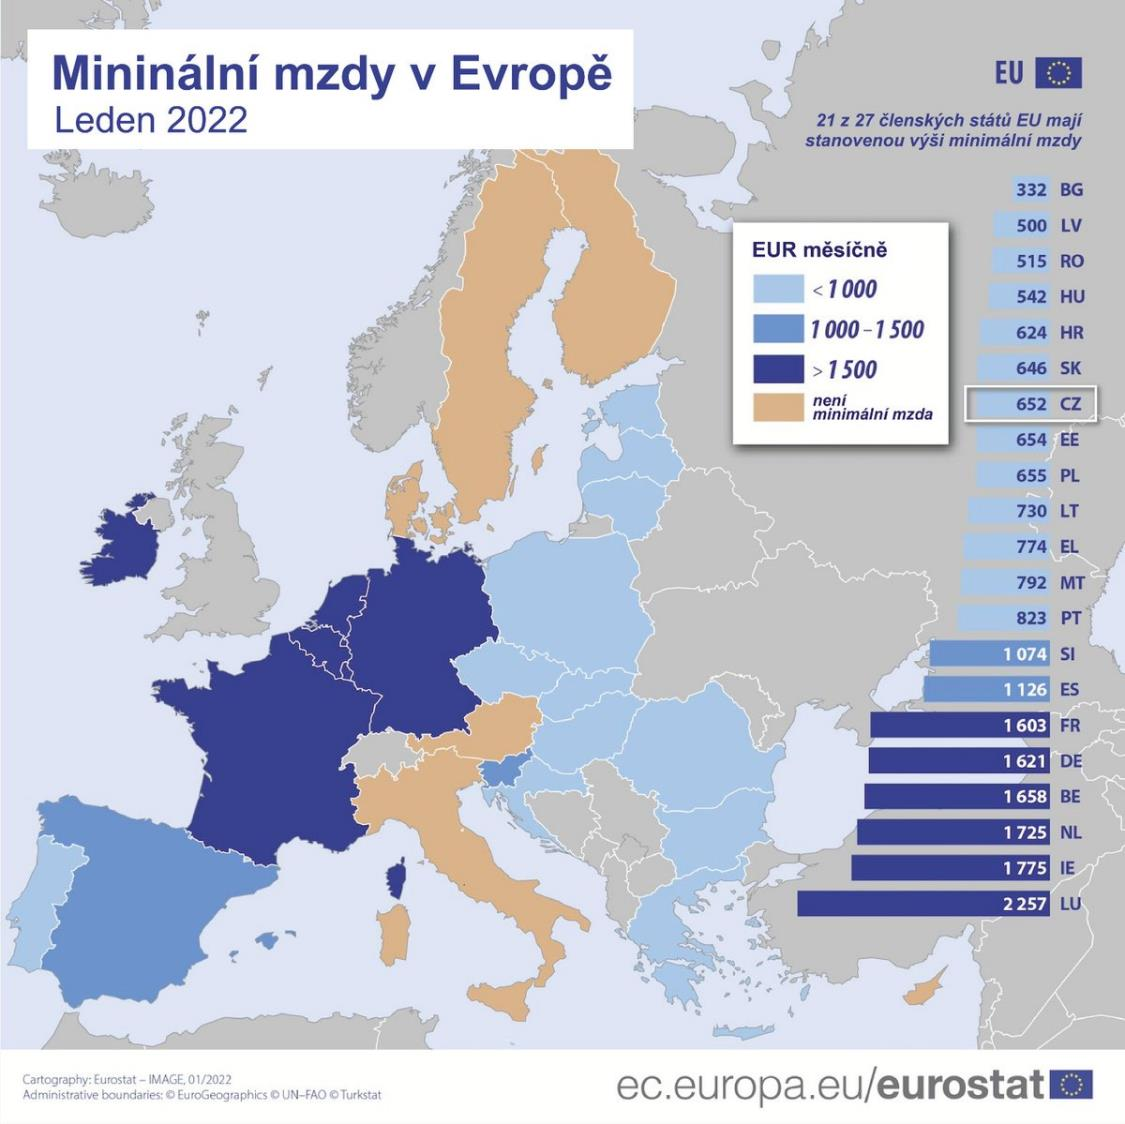 Mininální mzdy v Evropě
Leden 2022
EU
21 z 27 členských států EU mají
stanovenou výši minimální mzdy
EUR měsíčně
< 1 000
1 000 – 1 500
> 1 500
není
minimální mzda
332 BG
500 LV
515 RO
542 HU
624 HR
646 SK
652 CZ
654 EE
655 PL
730 LT
774 EL
792 MT
823 PT
1 074 SI
1 126 ES
1 603 FR
1 621 DE
1 658 BE
1 725 NL
1 775 IE
2 257 LU
Cartography: Eurostat – IMAGE, 01/2022
Administrative boundaries: © EuroGeographics © UN–FAO © Turkstat
ec.europa.eu/eurostat